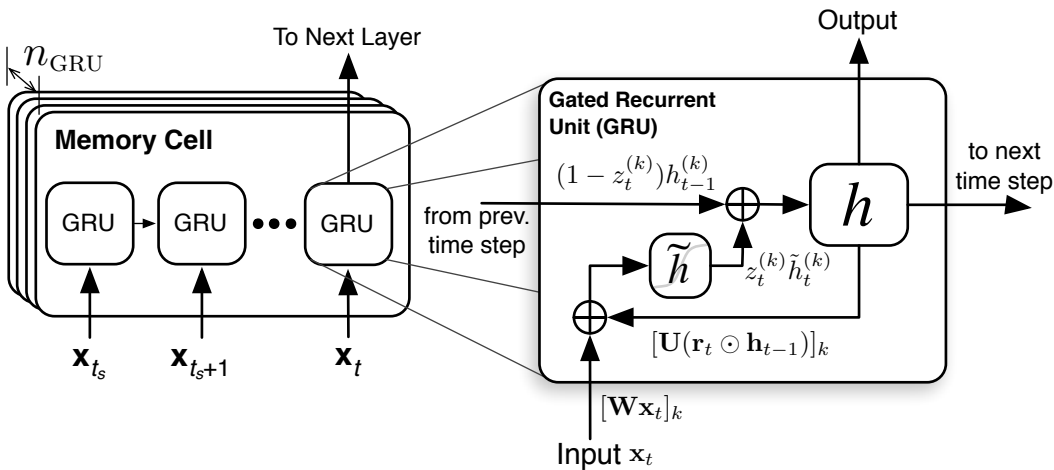 n_GRU
To Next Layer
Memory Cell
GRU
GRU
•••
GRU
x_{t_s}
x_{t_s+1}
x_t
Output
Gated Recurrent
Unit (GRU)
(1 − z_t^{(k)})h_{t−1}^{(k)}
from prev.
time step
h
to next
time step
h̃
z_t^{(k)} h̃_t^{(k)}
[U(r_t ⊙ h_{t−1})]_k
[Wx_t]_k
Input x_t